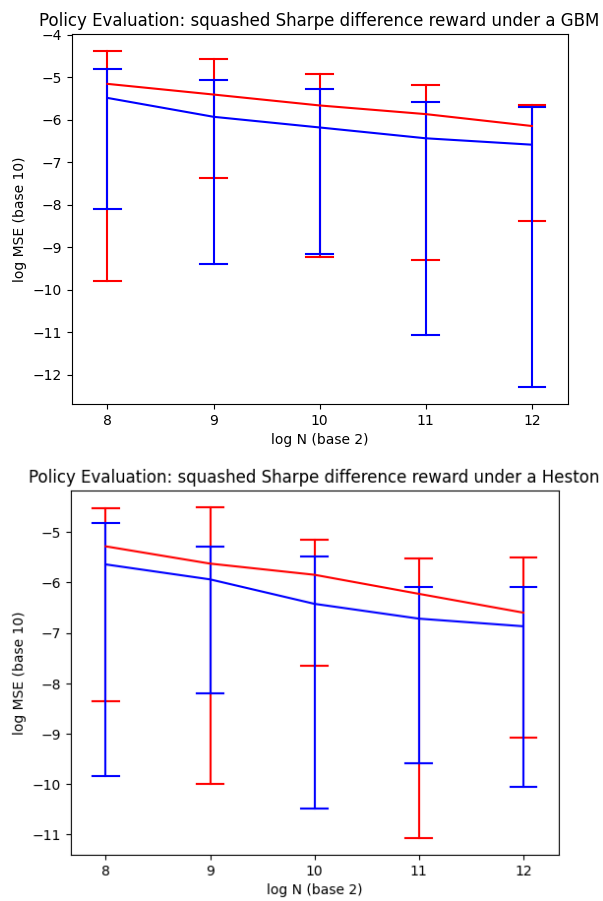 Policy Evaluation: squashed Sharpe difference reward under a GBM
−4
−5
−6
−7
−8
−9
−10
−11
−12
log MSE (base 10)
8 9 10 11 12
log N (base 2)
Policy Evaluation: squashed Sharpe difference reward under a Heston
−5
−6
−7
−8
−9
−10
−11
log MSE (base 10)
8 9 10 11 12
log N (base 2)